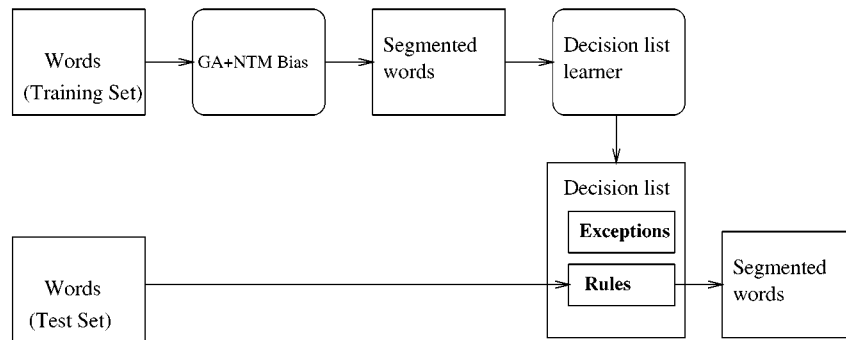 Words
(Training Set)
GA+NTM Bias
Segmented
words
Decision list
learner
Decision list
Exceptions
Rules
Words
(Test Set)
Segmented
words